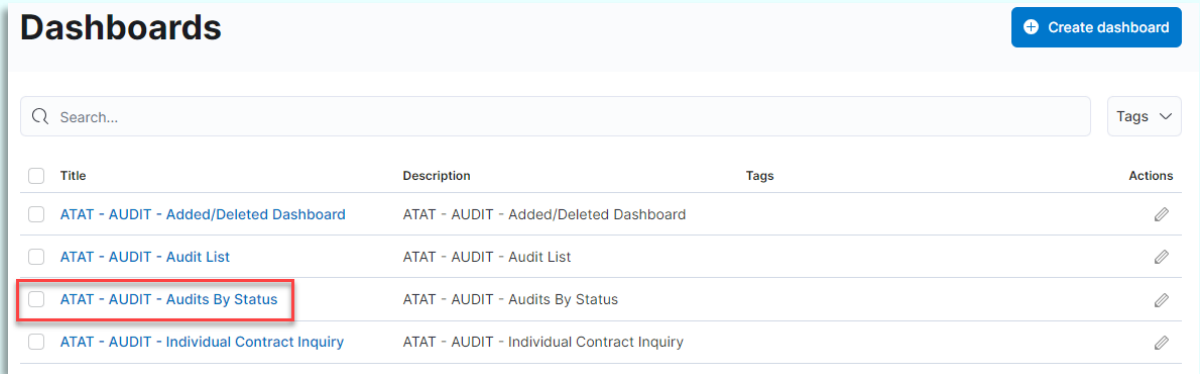 Dashboards
Create dashboard
Search...
Tags
Title Description Tags Actions
ATAT - AUDIT - Added/Deleted Dashboard ATAT - AUDIT - Added/Deleted Dashboard
ATAT - AUDIT - Audit List ATAT - AUDIT - Audit List
ATAT - AUDIT - Audits By Status ATAT - AUDIT - Audits By Status
ATAT - AUDIT - Individual Contract Inquiry ATAT - AUDIT - Individual Contract Inquiry